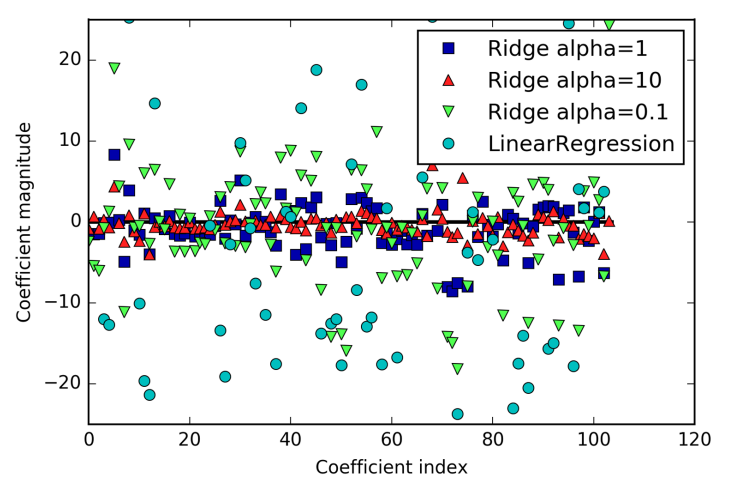 Ridge alpha=1
Ridge alpha=10
Ridge alpha=0.1
LinearRegression
Coefficient magnitude
20
10
0
−10
−20
0 20 40 60 80 100 120
Coefficient index